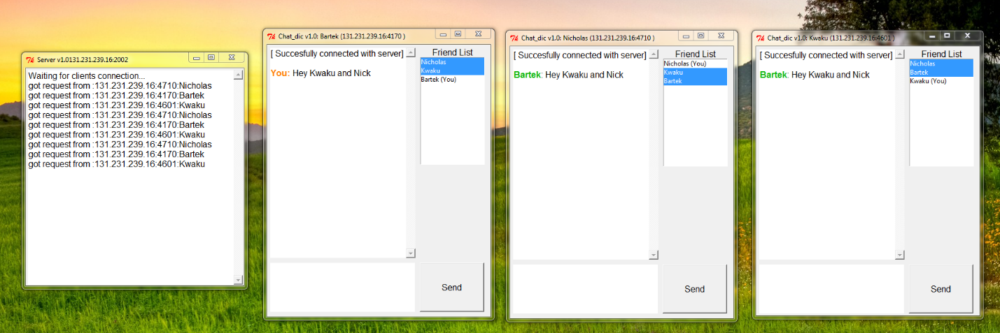 Server v1.0131.231.239.16:2002
Waiting for clients connection...
got request from :131.231.239.16:4710:Nicholas
got request from :131.231.239.16:4170:Bartek
got request from :131.231.239.16:4601:Kwaku
got request from :131.231.239.16:4710:Nicholas
got request from :131.231.239.16:4170:Bartek
got request from :131.231.239.16:4601:Kwaku
got request from :131.231.239.16:4710:Nicholas
got request from :131.231.239.16:4170:Bartek
got request from :131.231.239.16:4601:Kwaku
Chat_dic v1.0: Bartek (131.231.239.16:4170 )
[ Succesfully connected with server]
You: Hey Kwaku and Nick
Friend List
Nicholas
Kwaku
Bartek (You)
Send
Chat_dic v1.0: Nicholas (131.231.239.16:4710 )
[ Succesfully connected with server]
Bartek: Hey Kwaku and Nick
Friend List
Nicholas (You)
Kwaku
Bartek
Send
Chat_dic v1.0: Kwaku (131.231.239.16:4601 )
[ Succesfully connected with server]
Bartek: Hey Kwaku and Nick
Friend List
Nicholas
Bartek
Kwaku (You)
Send